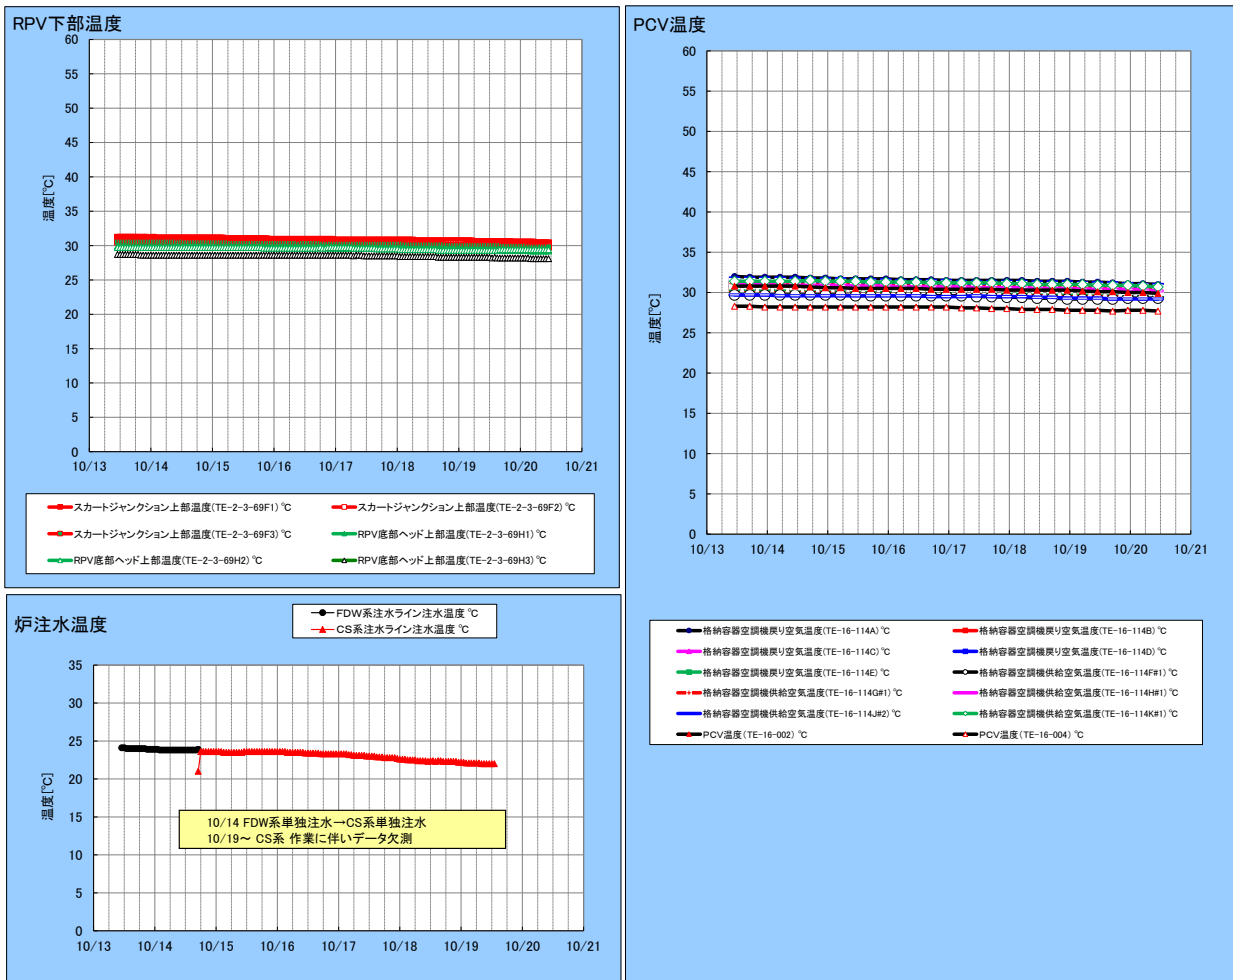 RPV下部温度
温度[℃]
60
55
50
45
40
35
30
25
20
15
10
5
0
10/13 10/14 10/15 10/16 10/17 10/18 10/19 10/20 10/21
スカートジャンクション上部温度(TE-2-3-69F1)℃ スカートジャンクション上部温度(TE-2-3-69F2)℃
スカートジャンクション上部温度(TE-2-3-69F3)℃ RPV底部ヘッド上部温度(TE-2-3-69H1)℃
RPV底部ヘッド上部温度(TE-2-3-69H2)℃ RPV底部ヘッド上部温度(TE-2-3-69H3)℃
炉注水温度
FDW系注水ライン注水温度 ℃
CS系注水ライン注水温度 ℃
温度[℃]
35
30
25
20
15
10
5
0
10/14 FDW系単独注水→CS系単独注水
10/19～ CS系 作業に伴いデータ欠測
10/13 10/14 10/15 10/16 10/17 10/18 10/19 10/20 10/21
PCV温度
温度[℃]
60
55
50
45
40
35
30
25
20
15
10
5
0
10/13 10/14 10/15 10/16 10/17 10/18 10/19 10/20 10/21
格納容器空調機戻り空気温度(TE-16-114A)℃ 格納容器空調機戻り空気温度(TE-16-114B)℃
格納容器空調機戻り空気温度(TE-16-114C)℃ 格納容器空調機戻り空気温度(TE-16-114D)℃
格納容器空調機戻り空気温度(TE-16-114E)℃ 格納容器空調機供給空気温度(TE-16-114F#1)℃
格納容器空調機供給空気温度(TE-16-114G#1)℃ 格納容器空調機供給空気温度(TE-16-114H#1)℃
格納容器空調機供給空気温度(TE-16-114J#2)℃ 格納容器空調機供給空気温度(TE-16-114K#1)℃
PCV温度(TE-16-002) ℃ PCV温度(TE-16-004) ℃